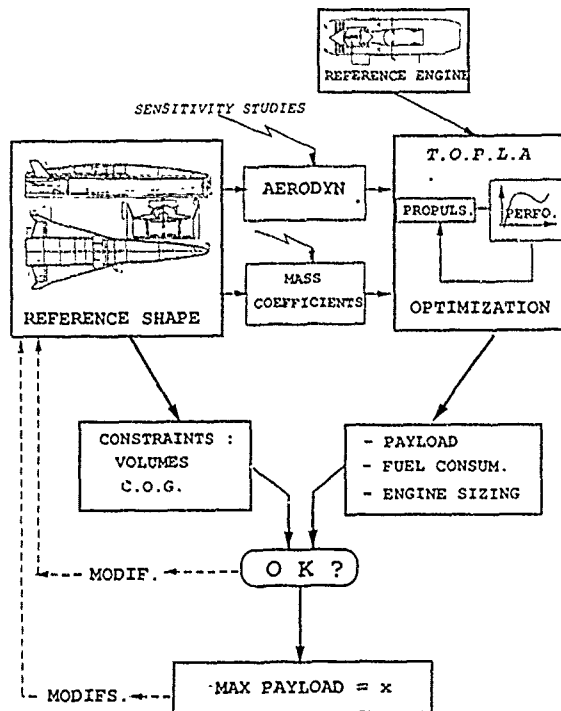 REFERENCE ENGINE
SENSITIVITY STUDIES
T.O.P.L.A
AERODYN
PROPULS.
PERFO.
MASS
COEFFICIENTS
REFERENCE SHAPE
OPTIMIZATION
CONSTRAINTS :
VOLUMES
C.O.G.
- PAYLOAD
- FUEL CONSUM.
- ENGINE SIZING
O K ?
MODIF.
MAX PAYLOAD = x
MODIFS.